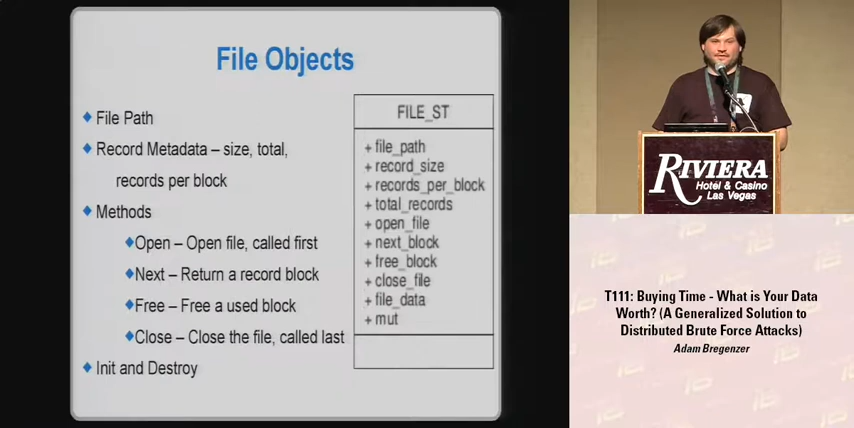 File Objects
File Path
Record Metadata – size, total,
records per block
Methods
Open – Open file, called first
Next – Return a record block
Free – Free a used block
Close – Close the file, called last
Init and Destroy
FILE_ST
+ file_path
+ record_size
+ records_per_block
+ total_records
+ open_file
+ next_block
+ free_block
+ close_file
+ file_data
+ mut
RIVIERA
Hotel & Casino
Las Vegas
T111: Buying Time - What is Your Data
Worth? (A Generalized Solution to
Distributed Brute Force Attacks)
Adam Bregenzer